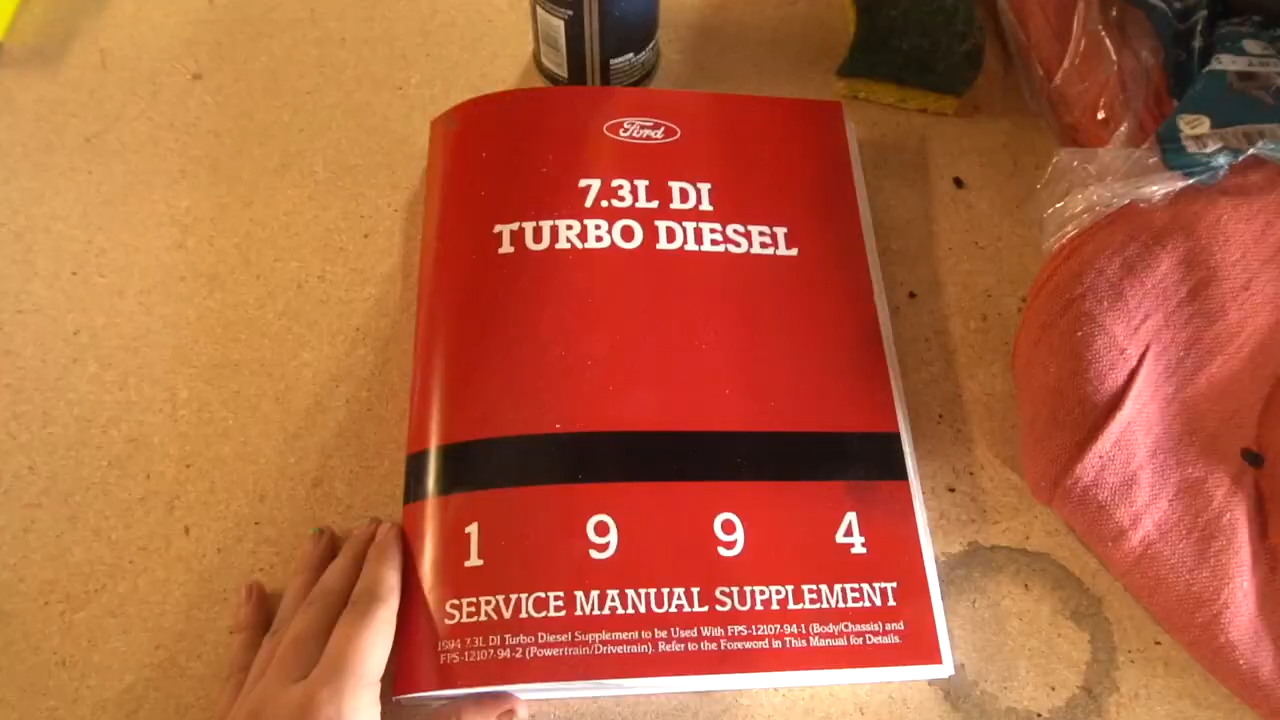 DANGER:
Ford
7.3L DI
TURBO DIESEL
1 9 9 4
SERVICE MANUAL SUPPLEMENT
1994 7.3L DI Turbo Diesel Supplement to be Used With FPS-12107-94-1 (Body/Chassis) and
FPS-12107-94-2 (Powertrain/Drivetrain). Refer to the Foreword in This Manual for Details.